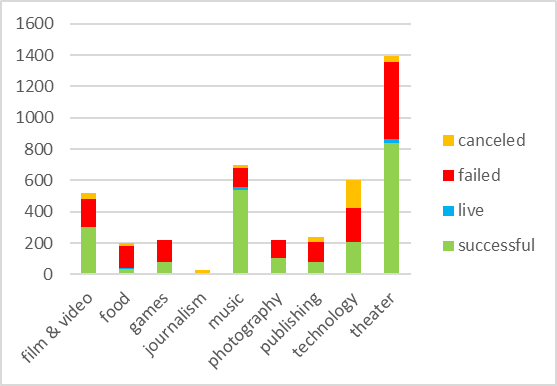 1600
1400
1200
1000
800
600
400
200
0
film & video
food
games
journalism
music
photography
publishing
technology
theater
canceled
failed
live
successful